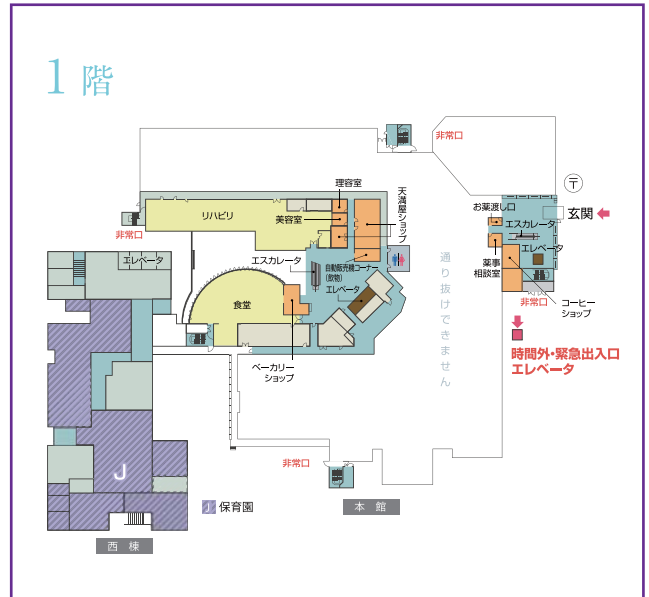 1階
非常口
〒
理容室
天満屋ショップ
お薬渡し口
玄関
リハビリ
美容室
エスカレータ
非常口
エレベータ
エスカレータ
自動販売機コーナー
(飲物)
エレベータ
薬事
相談室
通り抜けできません
食堂
エレベータ
非常口
コーヒー
ショップ
時間外・緊急出入口
エレベータ
ベーカリー
ショップ
J
非常口
J 保育園
本館
西棟